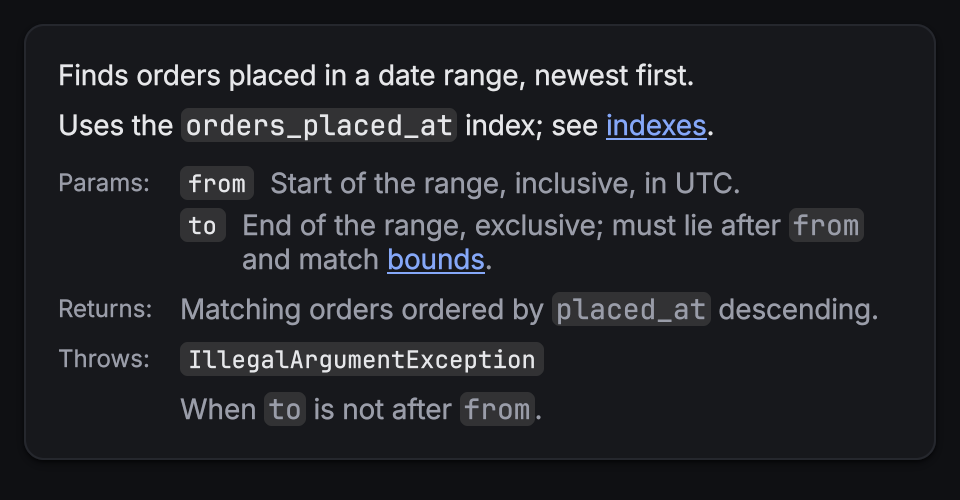 Finds orders placed in a date range, newest first.
Uses the orders_placed_at index; see indexes.
Params: from Start of the range, inclusive, in UTC.
to End of the range, exclusive; must lie after from
and match bounds.
Returns: Matching orders ordered by placed_at descending.
Throws: IllegalArgumentException
When to is not after from.